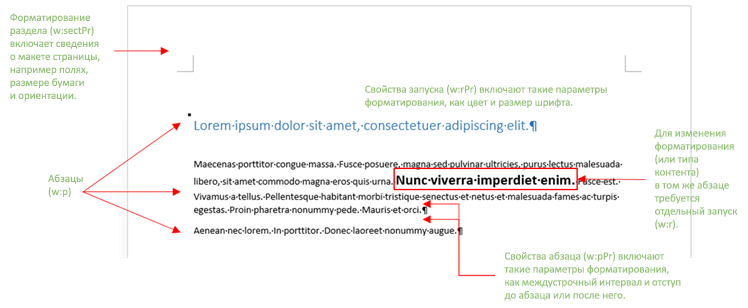 Форматирование
раздела (w:sectPr)
включает сведения
о макете страницы,
например полях,
размере бумаги
и ориентации.
Свойства запуска (w:rPr) включают такие параметры
форматирования, как цвет и размер шрифта.
Lorem·ipsum·dolor·sit·amet,·consectetuer·adipiscing·elit.¶
Абзацы
(w:p)
Maecenas·porttitor·congue·massa.·Fusce·posuere,·magna·sed·pulvinar·ultricies,·purus·lectus·malesuada·
libero,·sit·amet·commodo·magna·eros·quis·urna.·Nunc·viverra·imperdiet·enim.·Fusce·est.·
Vivamus·a·tellus.·Pellentesque·habitant·morbi·tristique·senectus·et·netus·et·malesuada·fames·ac·turpis·
egestas.·Proin·pharetra·nonummy·pede.·Mauris·et·orci.¶
Aenean·nec·lorem.·In·porttitor.·Donec·laoreet·nonummy·augue.¶
Для изменения
форматирования
(или типа
контента)
в том же абзаце
требуется
отдельный запуск
(w:r).
Свойства абзаца (w:pPr) включают
такие параметры форматирования,
как междустрочный интервал и отступ
до абзаца или после него.